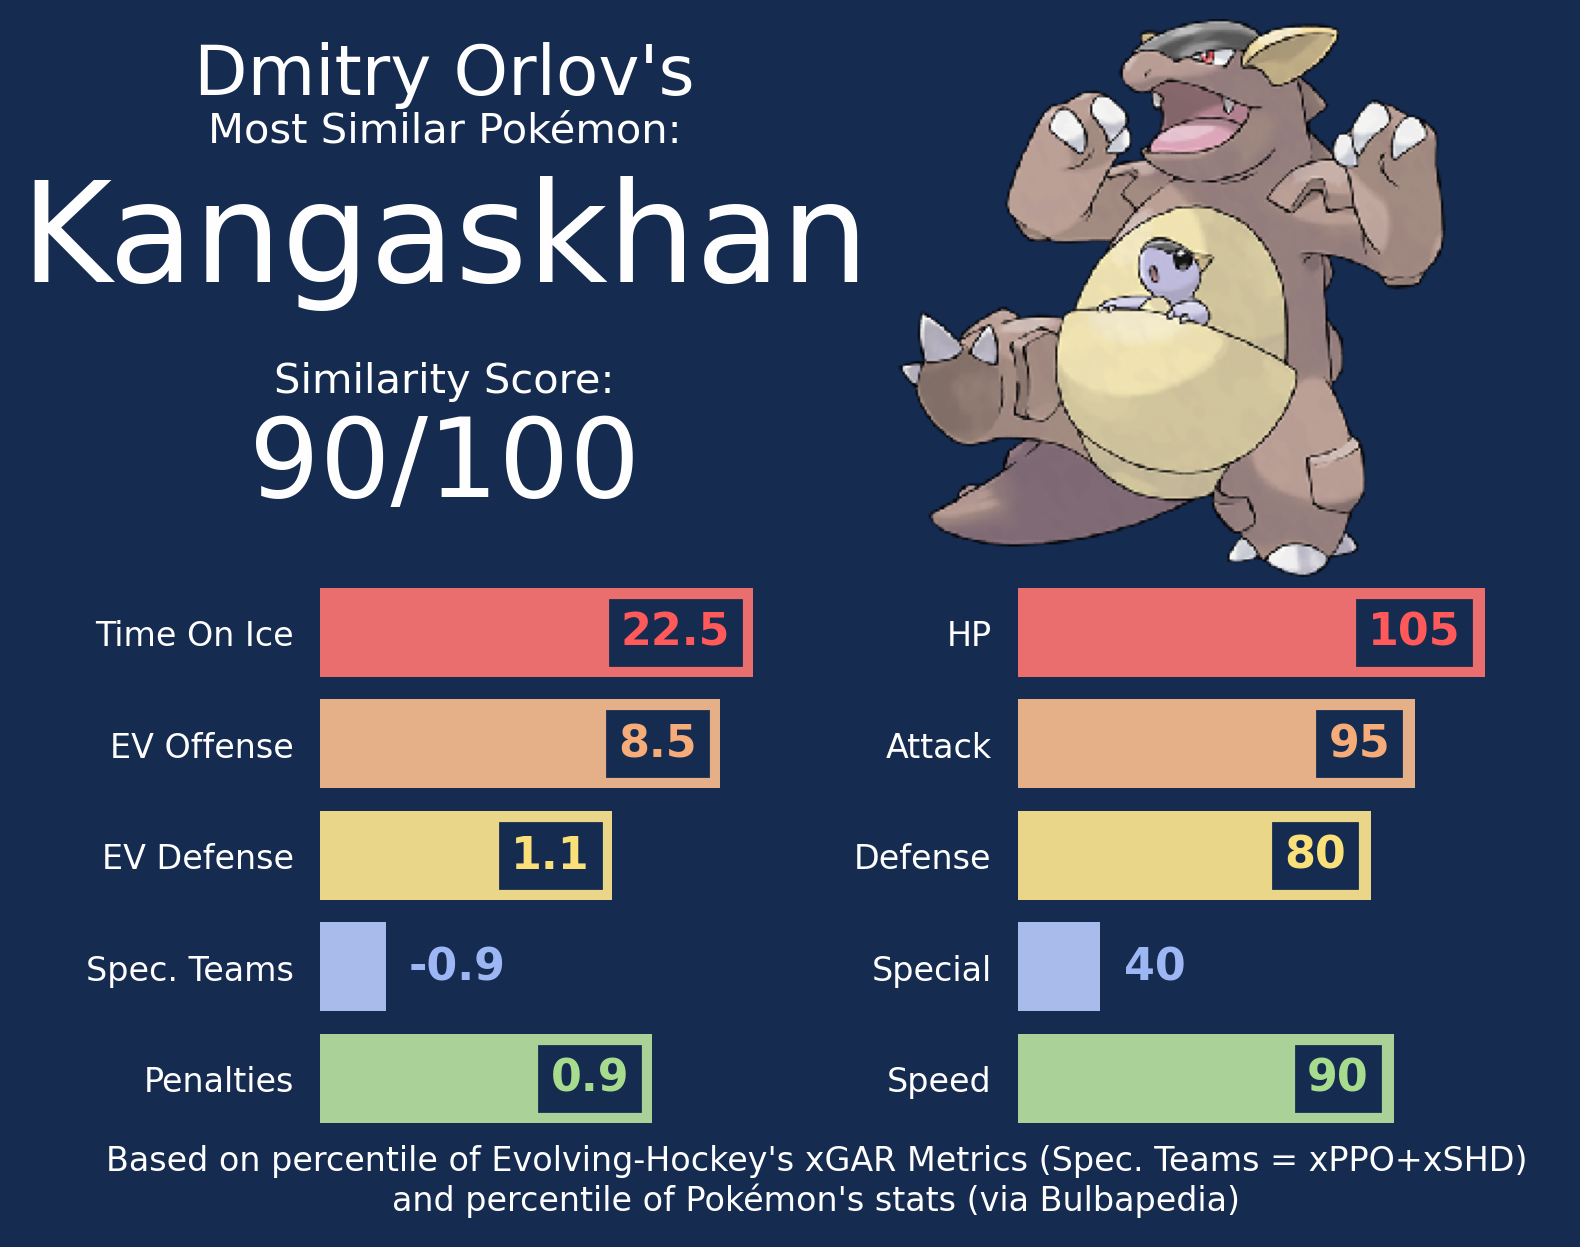 Dmitry Orlov's
Most Similar Pokémon:
Kangaskhan
Similarity Score:
90/100
Time On Ice 22.5
EV Offense 8.5
EV Defense 1.1
Spec. Teams -0.9
Penalties 0.9
HP 105
Attack 95
Defense 80
Special 40
Speed 90
Based on percentile of Evolving-Hockey's xGAR Metrics (Spec. Teams = xPPO+xSHD)
and percentile of Pokémon's stats (via Bulbapedia)